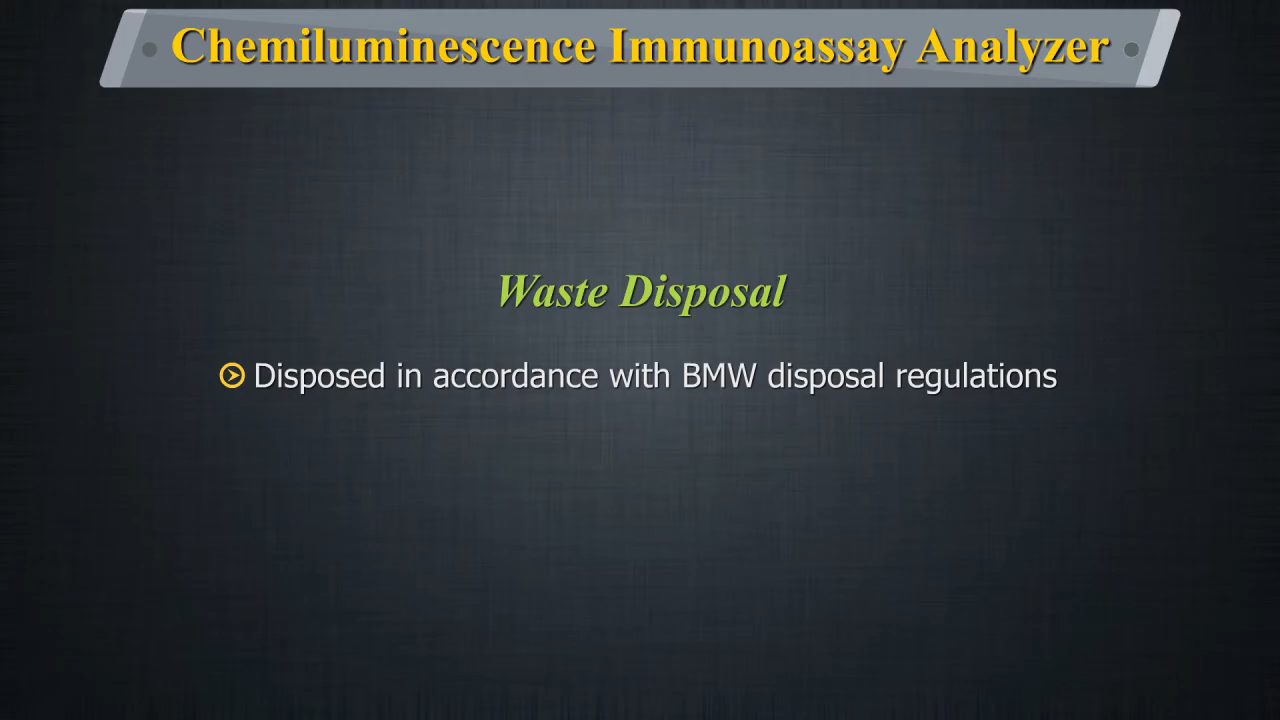 Chemiluminescence Immunoassay Analyzer
Waste Disposal
Disposed in accordance with BMW disposal regulations